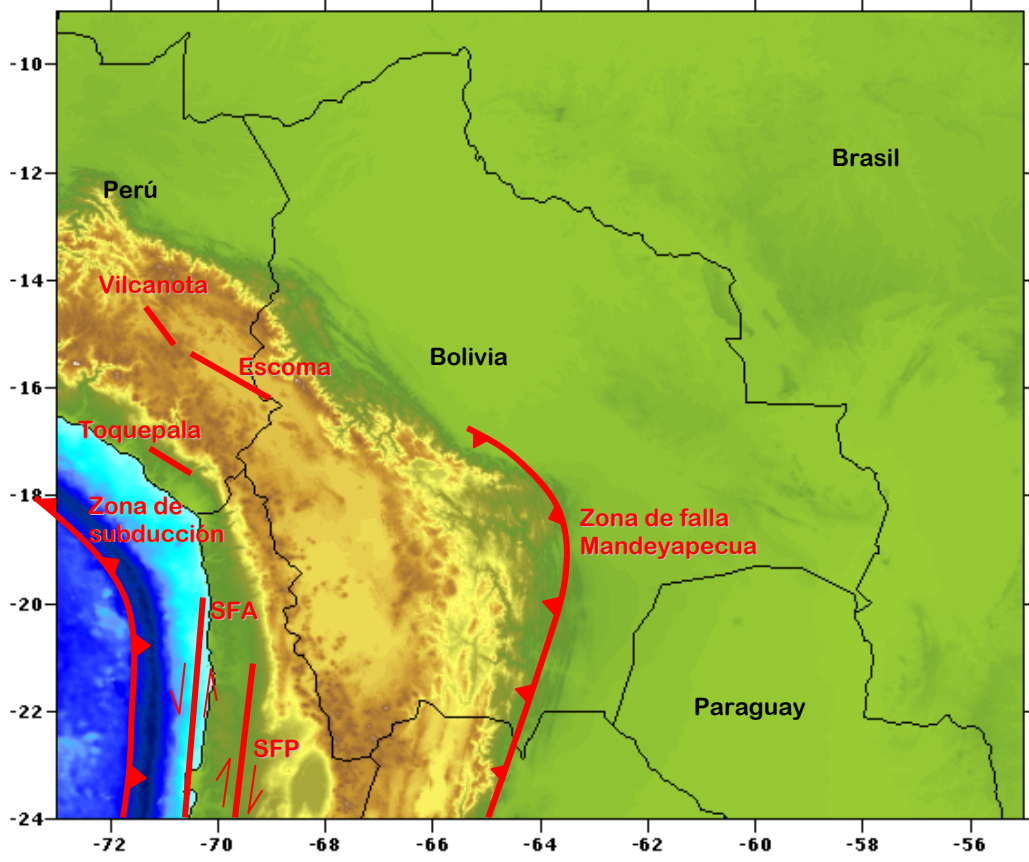 -10
Brasil
-12
Perú
-14
Vilcanota
Bolivia
Escoma
-16
Toquepala
-18
Zona de
subducción
Zona de falla
Mandeyapecua
-20
SFA
-22
Paraguay
SFP
-24
-72
-70
-68
-66
-64
-62
-60
-58
-56